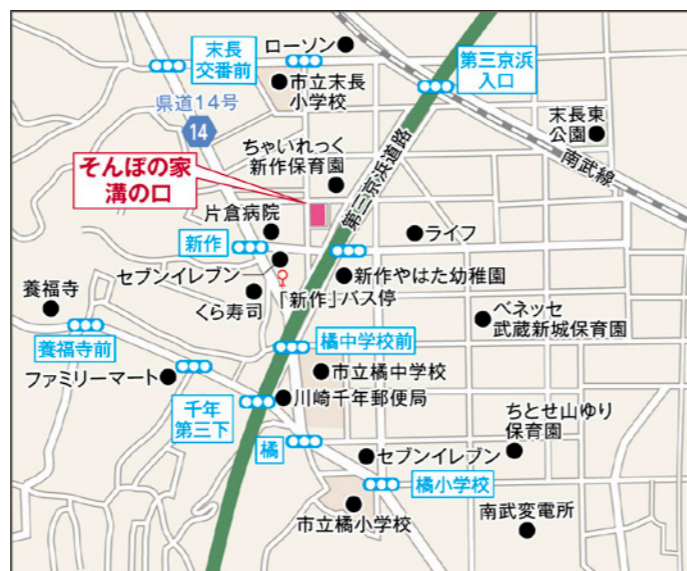 末長
交番前
ローソン
第三京浜
入口
市立末長
小学校
県道14号
14
末長東
公園
ちゃいれっく
新作保育園
そんぽの家
溝の口
第三京浜道路
南武線
片倉病院
新作
ライフ
セブンイレブン
新作やはた幼稚園
養福寺
くら寿司
「新作」バス停
ベネッセ
武蔵新城保育園
養福寺前
橘中学校前
ファミリーマート
市立橘中学校
千年
第三下
川崎千年郵便局
ちとせ山ゆり
保育園
橘
セブンイレブン
橘小学校
市立橘小学校
南武変電所